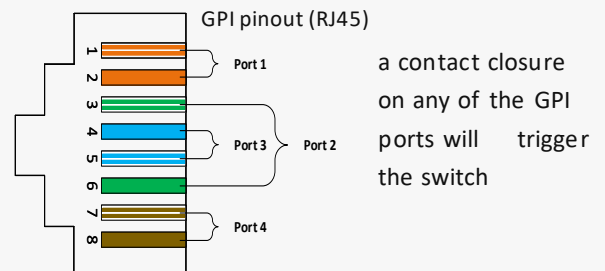 GPI pinout (RJ45)
1
2
3
4
5
6
7
8
Port 1
Port 3
Port 2
Port 4
a contact closure
on any of the GPI
ports will trigger
the switch